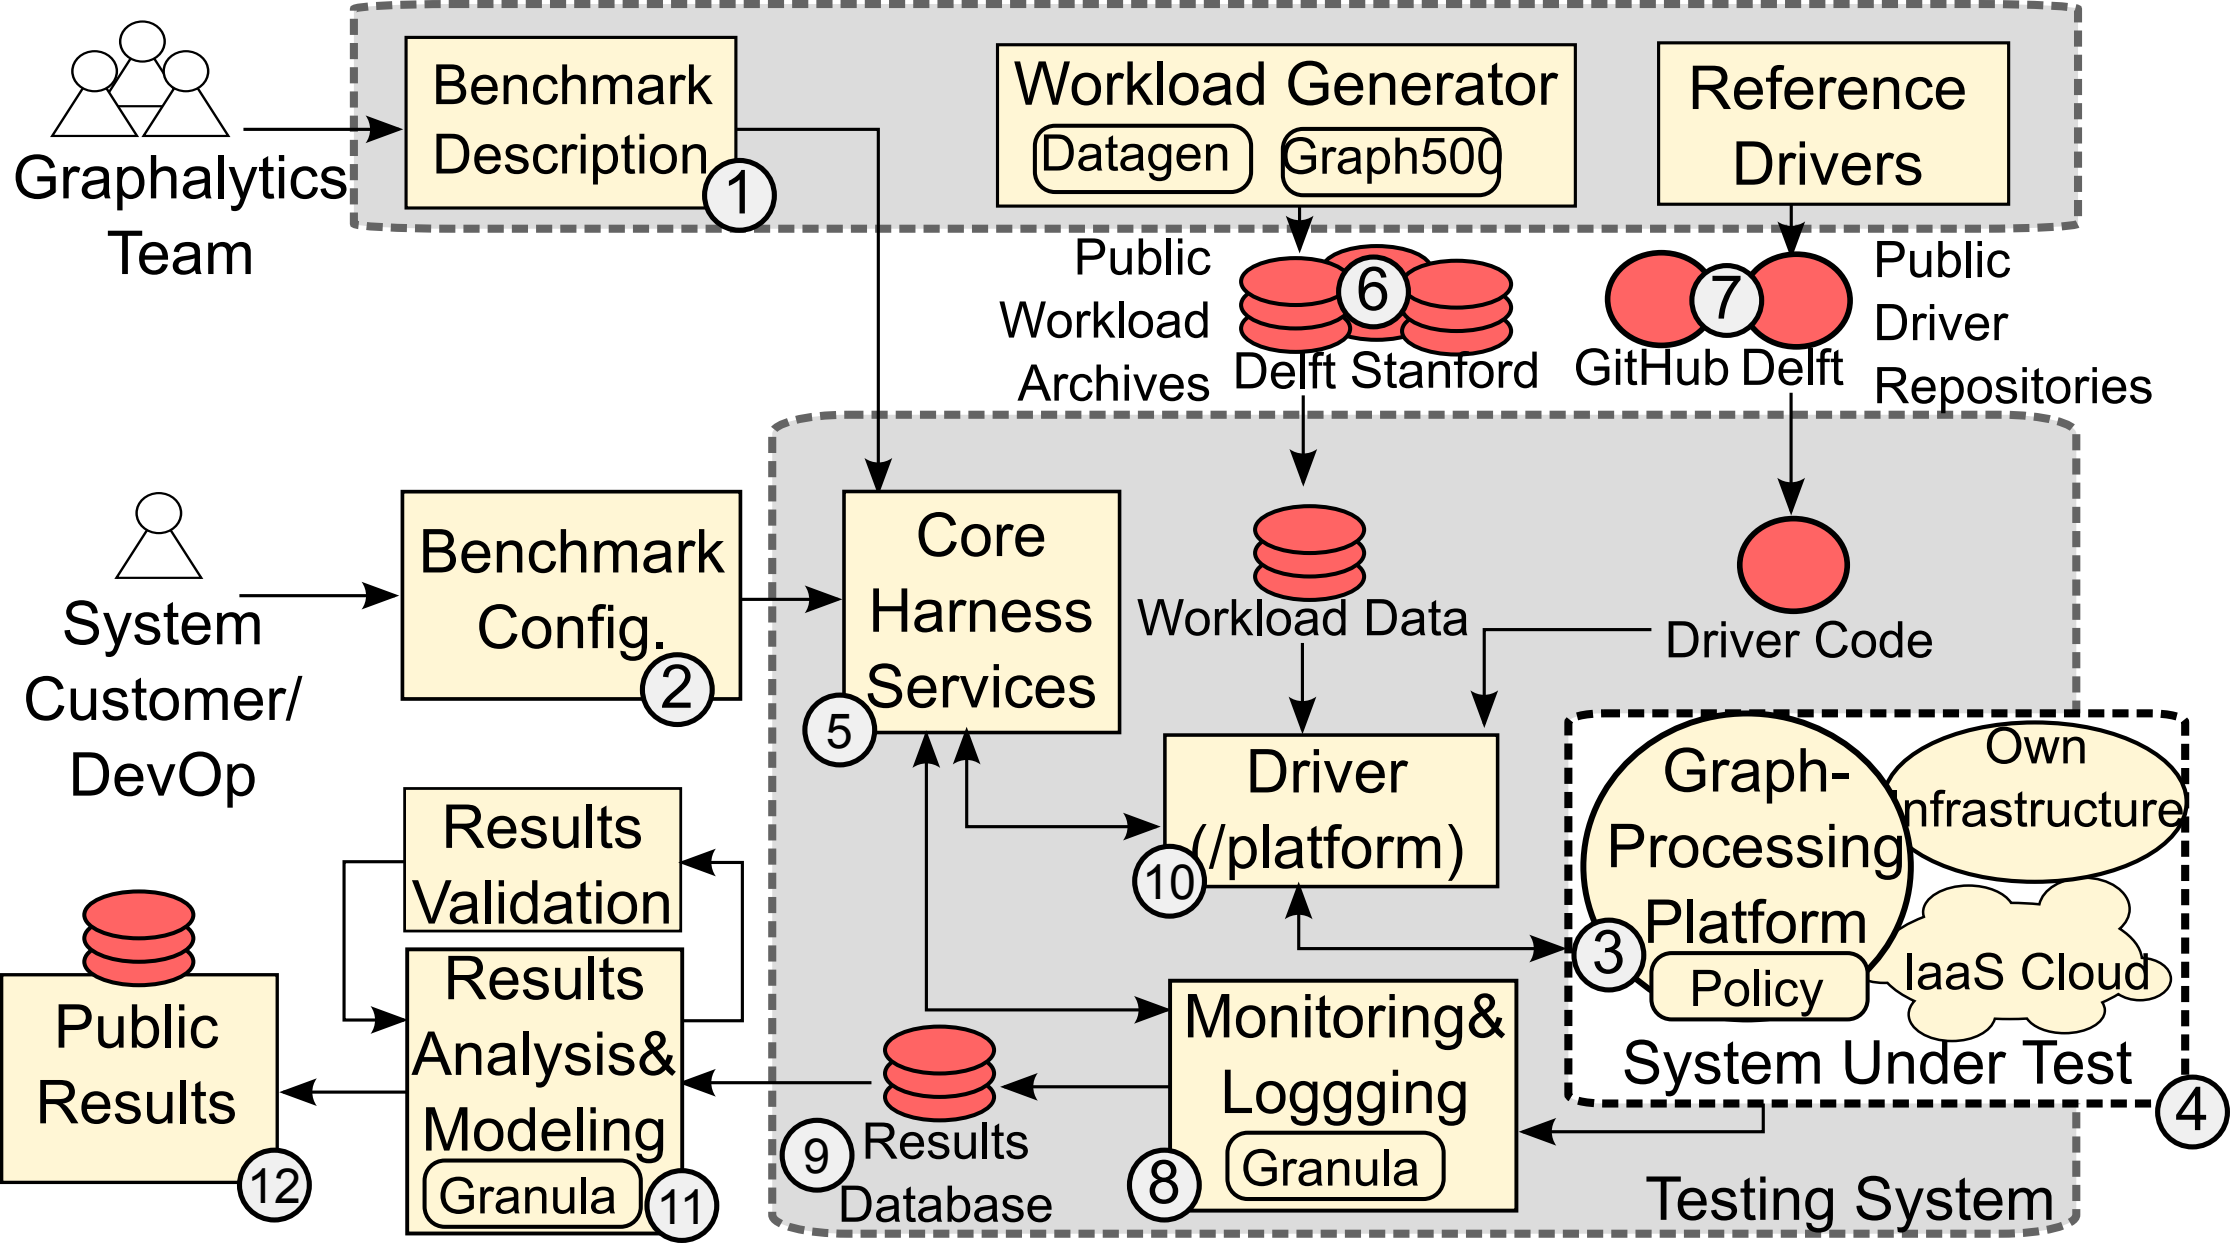 Graphalytics
Team
Benchmark
Description
1
Workload Generator
Datagen
Graph500
Reference
Drivers
Public
Workload
Archives
6
Delft Stanford
7
GitHub Delft
Public
Driver
Repositories
System
Customer/
DevOp
Benchmark
Config.
2
Core
Harness
Services
5
Workload Data
Driver Code
Driver
(/platform)
10
Graph-
Processing
Platform
3
Policy
Own
Infrastructure
IaaS Cloud
System Under Test
4
Results
Validation
Results
Analysis&
Modeling
Granula
11
Public
Results
12
9
Results
Database
Monitoring&
Loggging
Granula
8
Testing System